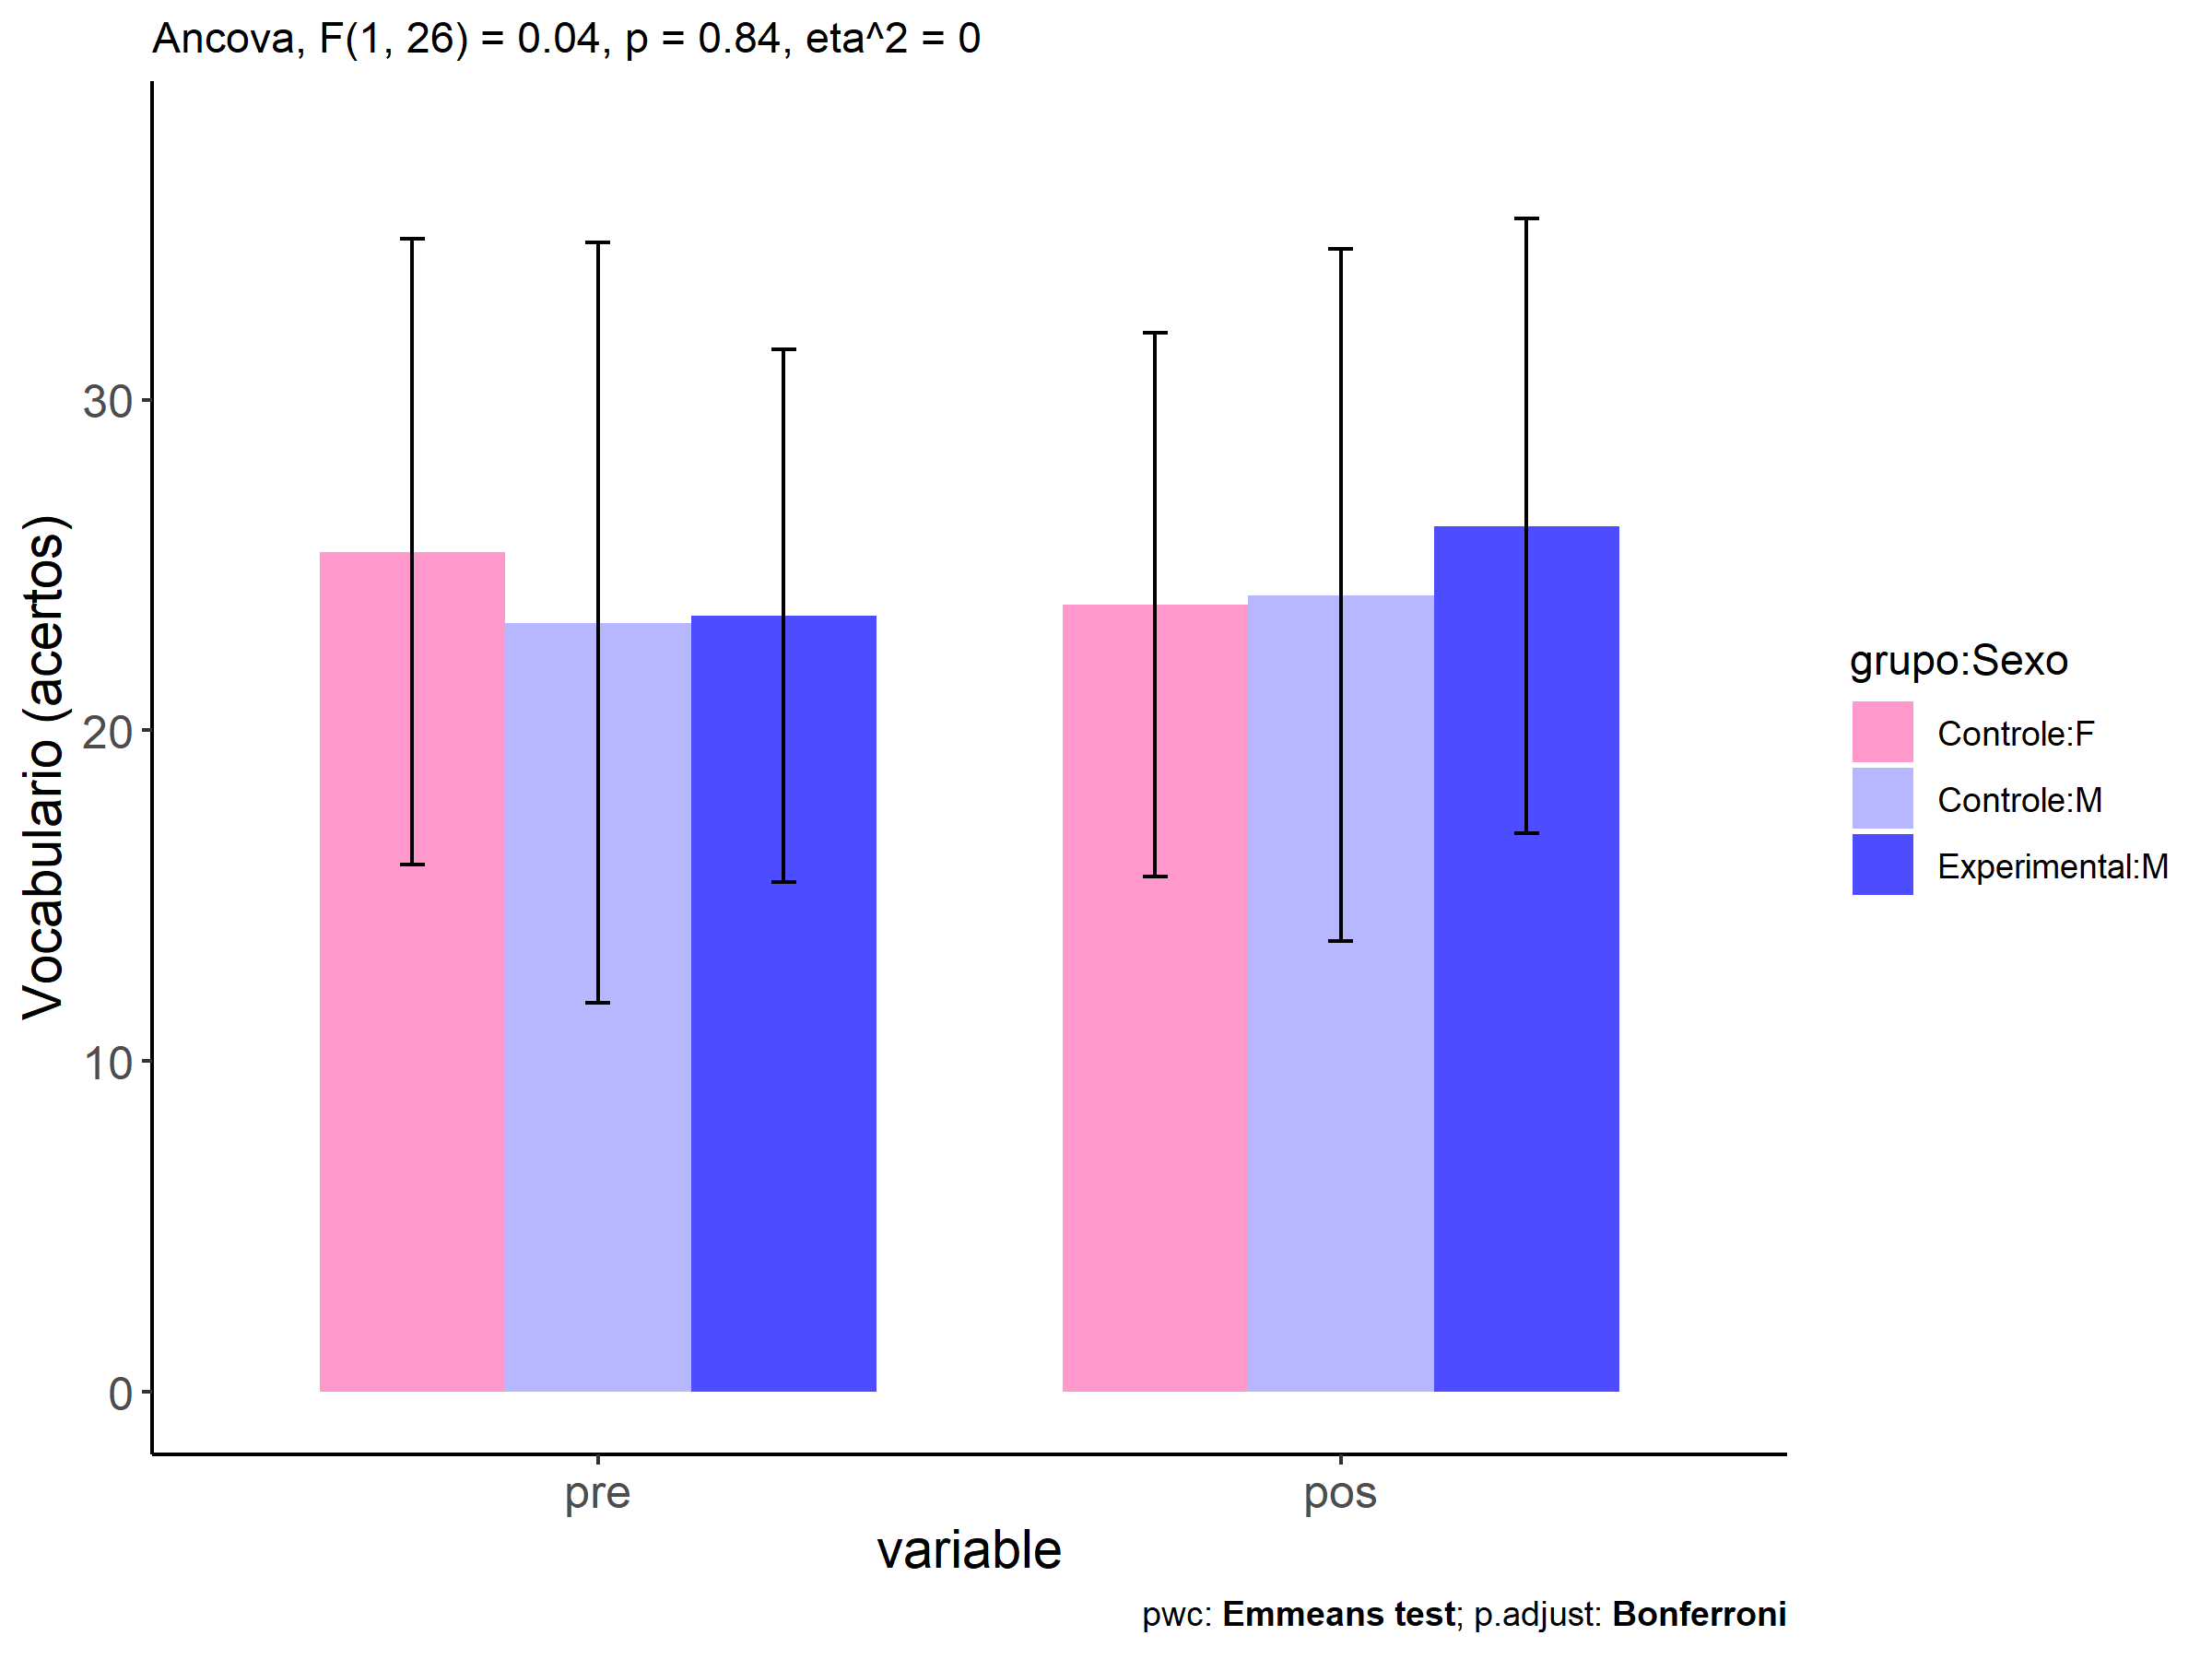 Ancova, F(1, 26) = 0.04, p = 0.84, eta^2 = 0
Vocabulario (acertos)
30
20
10
0
pre
pos
variable
grupo:Sexo
Controle:F
Controle:M
Experimental:M
pwc: Emmeans test; p.adjust: Bonferroni